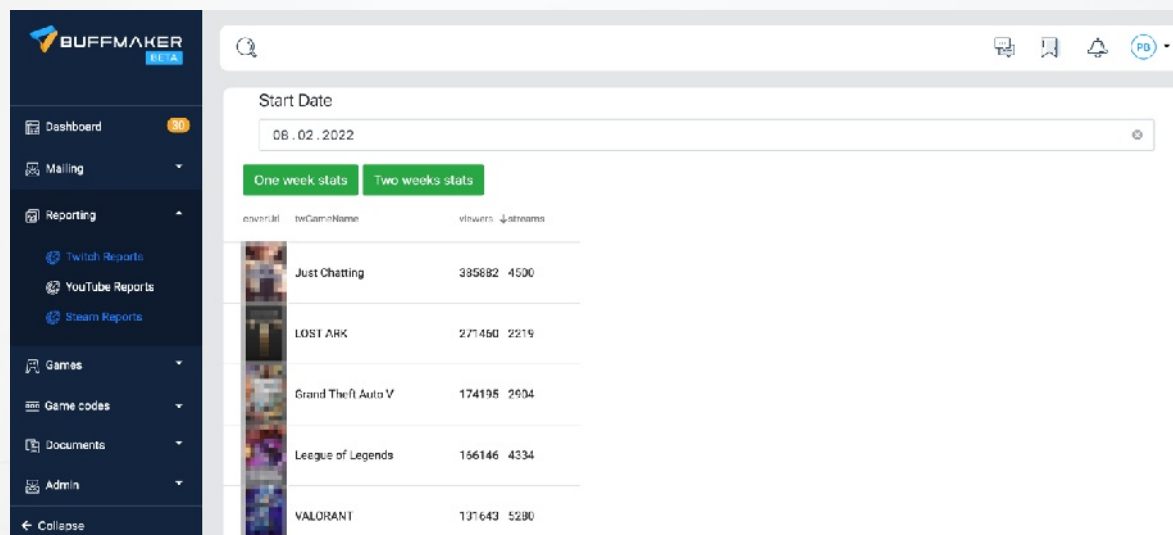 BUFFMAKER
BETA
Dashboard 30
Mailing
Reporting
Twitch Reports
YouTube Reports
Steam Reports
Games
Game codes
Documents
Admin
← Collapse
PB
Start Date
08.02.2022
One week stats Two weeks stats
coverUrl twGameName viewers ↓streams
Just Chatting 385882 4500
LOST ARK 271460 2219
Grand Theft Auto V 174195 2904
League of Legends 166146 4334
VALORANT 131643 5280